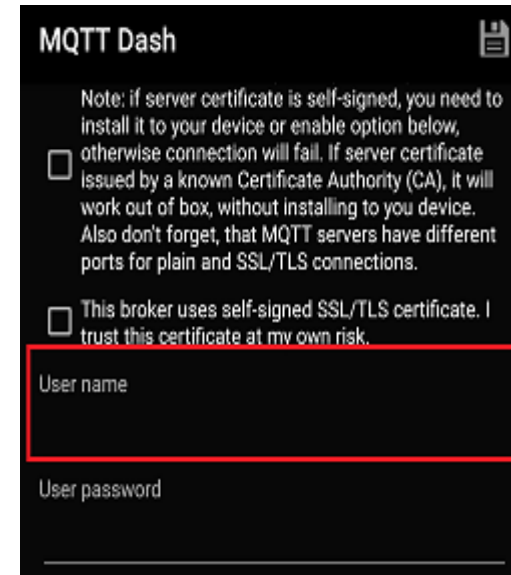 MQTT Dash
Note: if server certificate is self-signed, you need to
install it to your device or enable option below,
otherwise connection will fail. If server certificate
issued by a known Certificate Authority (CA), it will
work out of box, without installing to you device.
Also don't forget, that MQTT servers have different
ports for plain and SSL/TLS connections.
This broker uses self-signed SSL/TLS certificate. I
trust this certificate at my own risk.
User name
User password